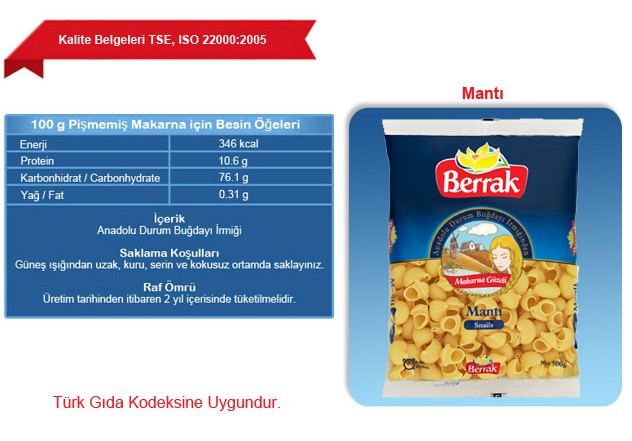 Kalite Belgeleri TSE, ISO 22000:2005
Mantı
100 g Pişmemiş Makarna için Besin Öğeleri
Enerji 346 kcal
Protein 10.6 g
Karbonhidrat / Carbonhydrate 76.1 g
Yağ / Fat 0.31 g
İçerik
Anadolu Durum Buğdayı İrmiği
Saklama Koşulları
Güneş ışığından uzak, kuru, serin ve kokusuz ortamda saklayınız.
Raf Ömrü
Üretim tarihinden itibaren 2 yıl içerisinde tüketilmelidir.
Türk Gıda Kodeksine Uygundur.
Berrak
Anadolu Durum Buğdayı İrmiğinden
Makarna Güzeli
Mantı
Snails
Berrak